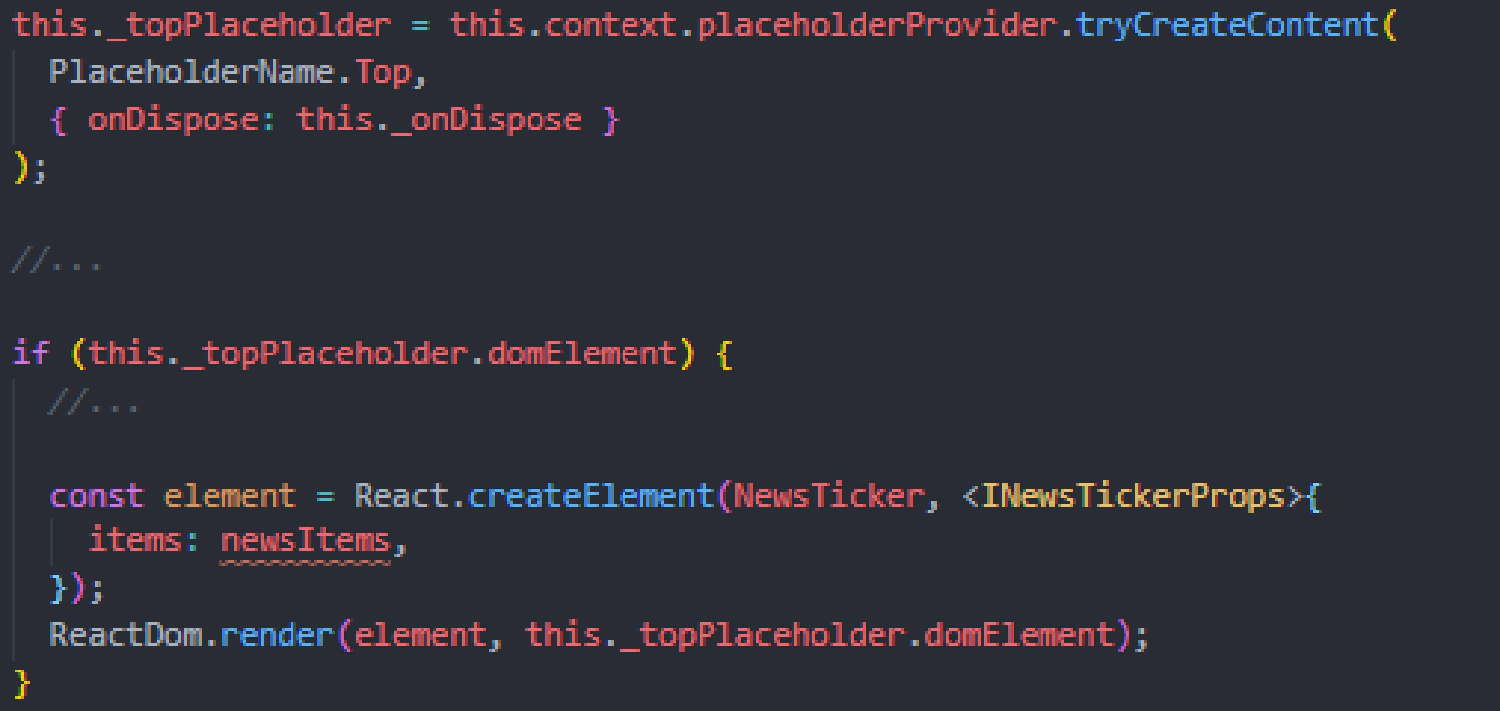 this._topPlaceholder = this.context.placeholderProvider.tryCreateContent(
  PlaceholderName.Top,
  { onDispose: this._onDispose }
);
//...
if (this._topPlaceholder.domElement) {
  //...
  const element = React.createElement(NewsTicker, <INewsTickerProps>{
    items: newsItems,
  });
  ReactDom.render(element, this._topPlaceholder.domElement);
}